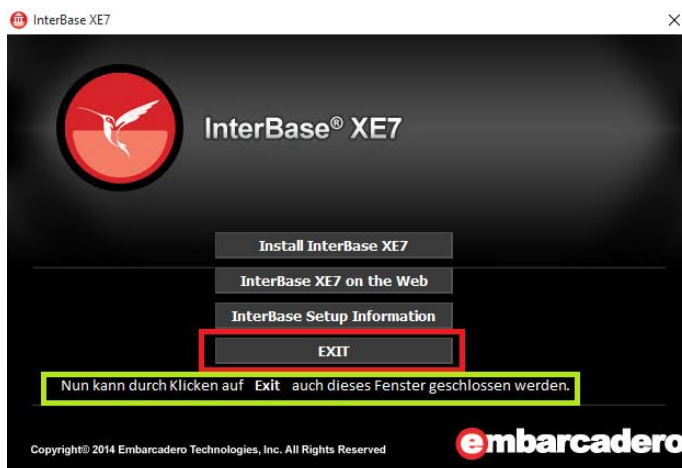 InterBase XE7
InterBase® XE7
Install InterBase XE7
InterBase XE7 on the Web
InterBase Setup Information
EXIT
Nun kann durch Klicken auf Exit auch dieses Fenster geschlossen werden.
Copyright© 2014 Embarcadero Technologies, Inc. All Rights Reserved
embarcadero